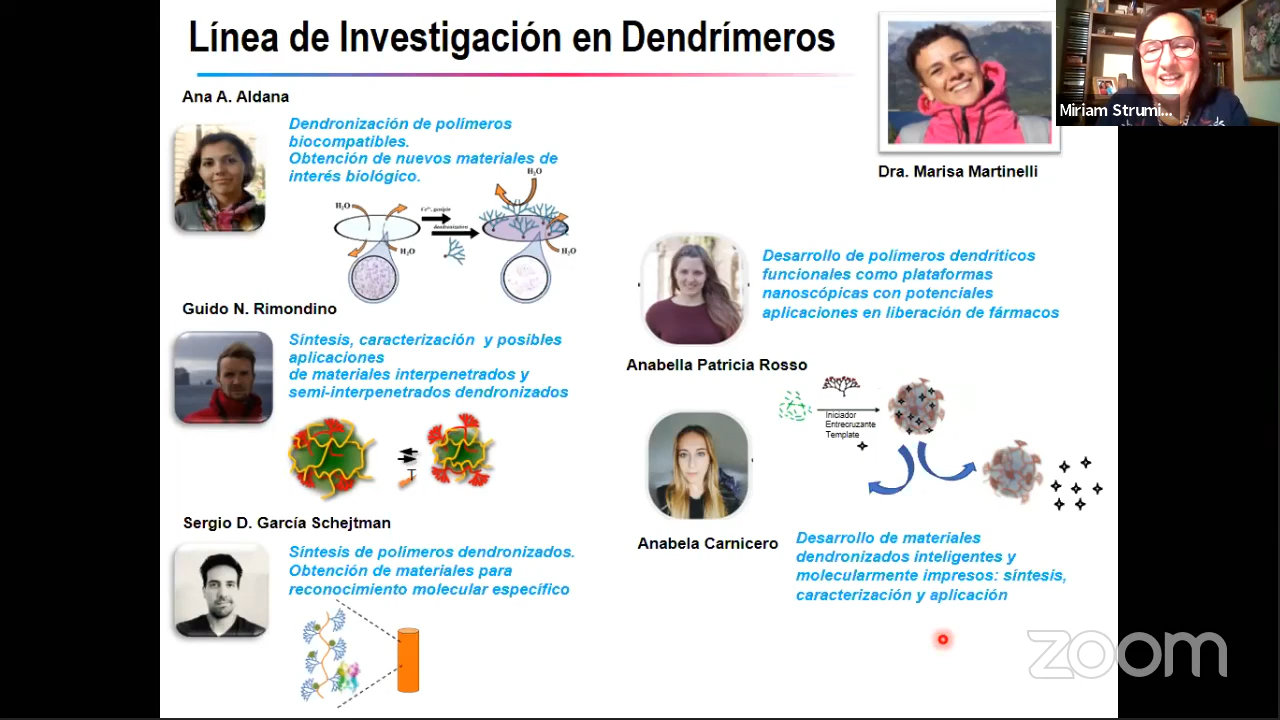 Línea de Investigación en Dendrímeros
Miriam Strumi...
Dra. Marisa Martinelli
Ana A. Aldana
Dendronización de polímeros
biocompatibles.
Obtención de nuevos materiales de
interés biológico.
H₂O
H₂O
dendronization
H₂O
H₂O
Guido N. Rimondino
Síntesis, caracterización y posibles
aplicaciones
de materiales interpenetrados y
semi-interpenetrados dendronizados
T
Sergio D. García Schejtman
Síntesis de polímeros dendronizados.
Obtención de materiales para
reconocimiento molecular específico
Desarrollo de polímeros dendríticos
funcionales como plataformas
nanoscópicas con potenciales
aplicaciones en liberación de fármacos
Anabella Patricia Rosso
Iniciador
Entrecruzante
Template
Anabela Carnicero
Desarrollo de materiales
dendronizados inteligentes y
molecularmente impresos: síntesis,
caracterización y aplicación
zoom